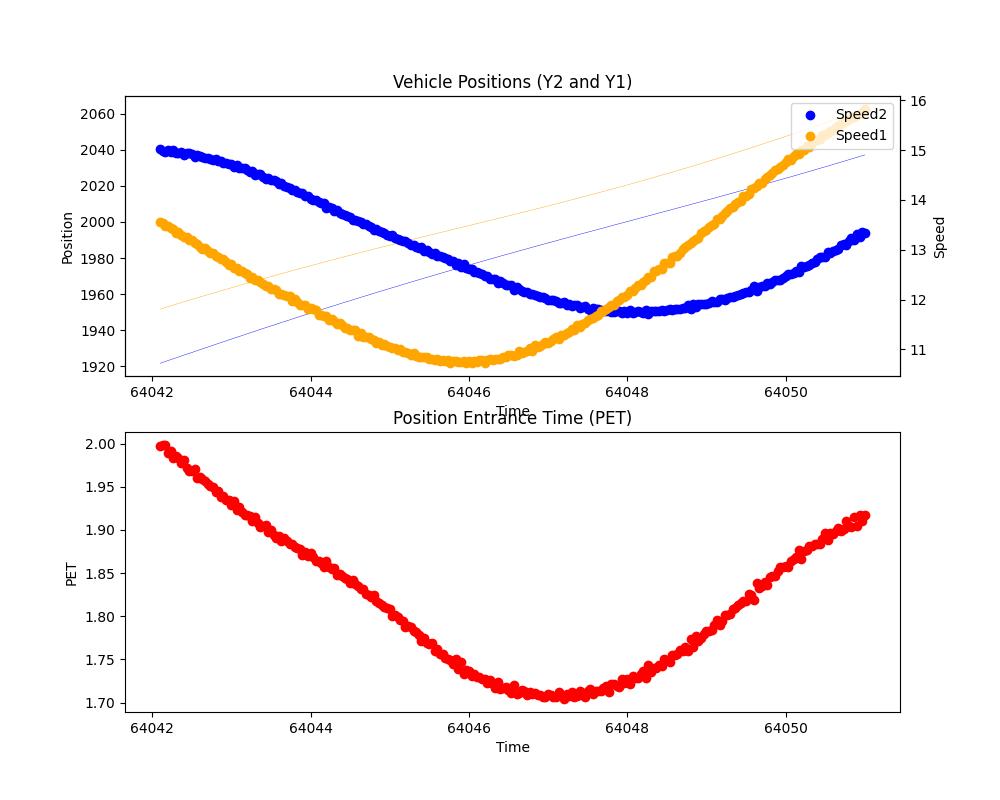 Vehicle Positions (Y2 and Y1)
2060
2040
2020
2000
1980
1960
1940
1920
Position
16
15
14
13
12
11
Speed
Speed2
Speed1
64042 64044 64046 64048 64050
Time
Position Entrance Time (PET)
2.00
1.95
1.90
1.85
1.80
1.75
1.70
PET
64042 64044 64046 64048 64050
Time